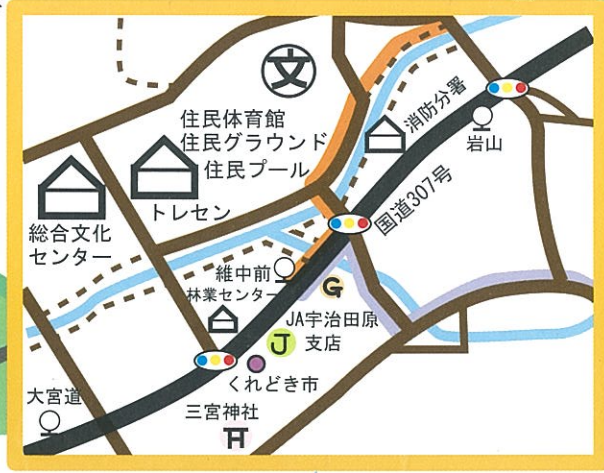 文
住民体育館
住民グラウンド
住民プール
トレセン
総合文化
センター
消防分署
岩山
国道307号
維中前
林業センター
G
JA宇治田原
支店
J
くれどき市
大宮道
三宮神社